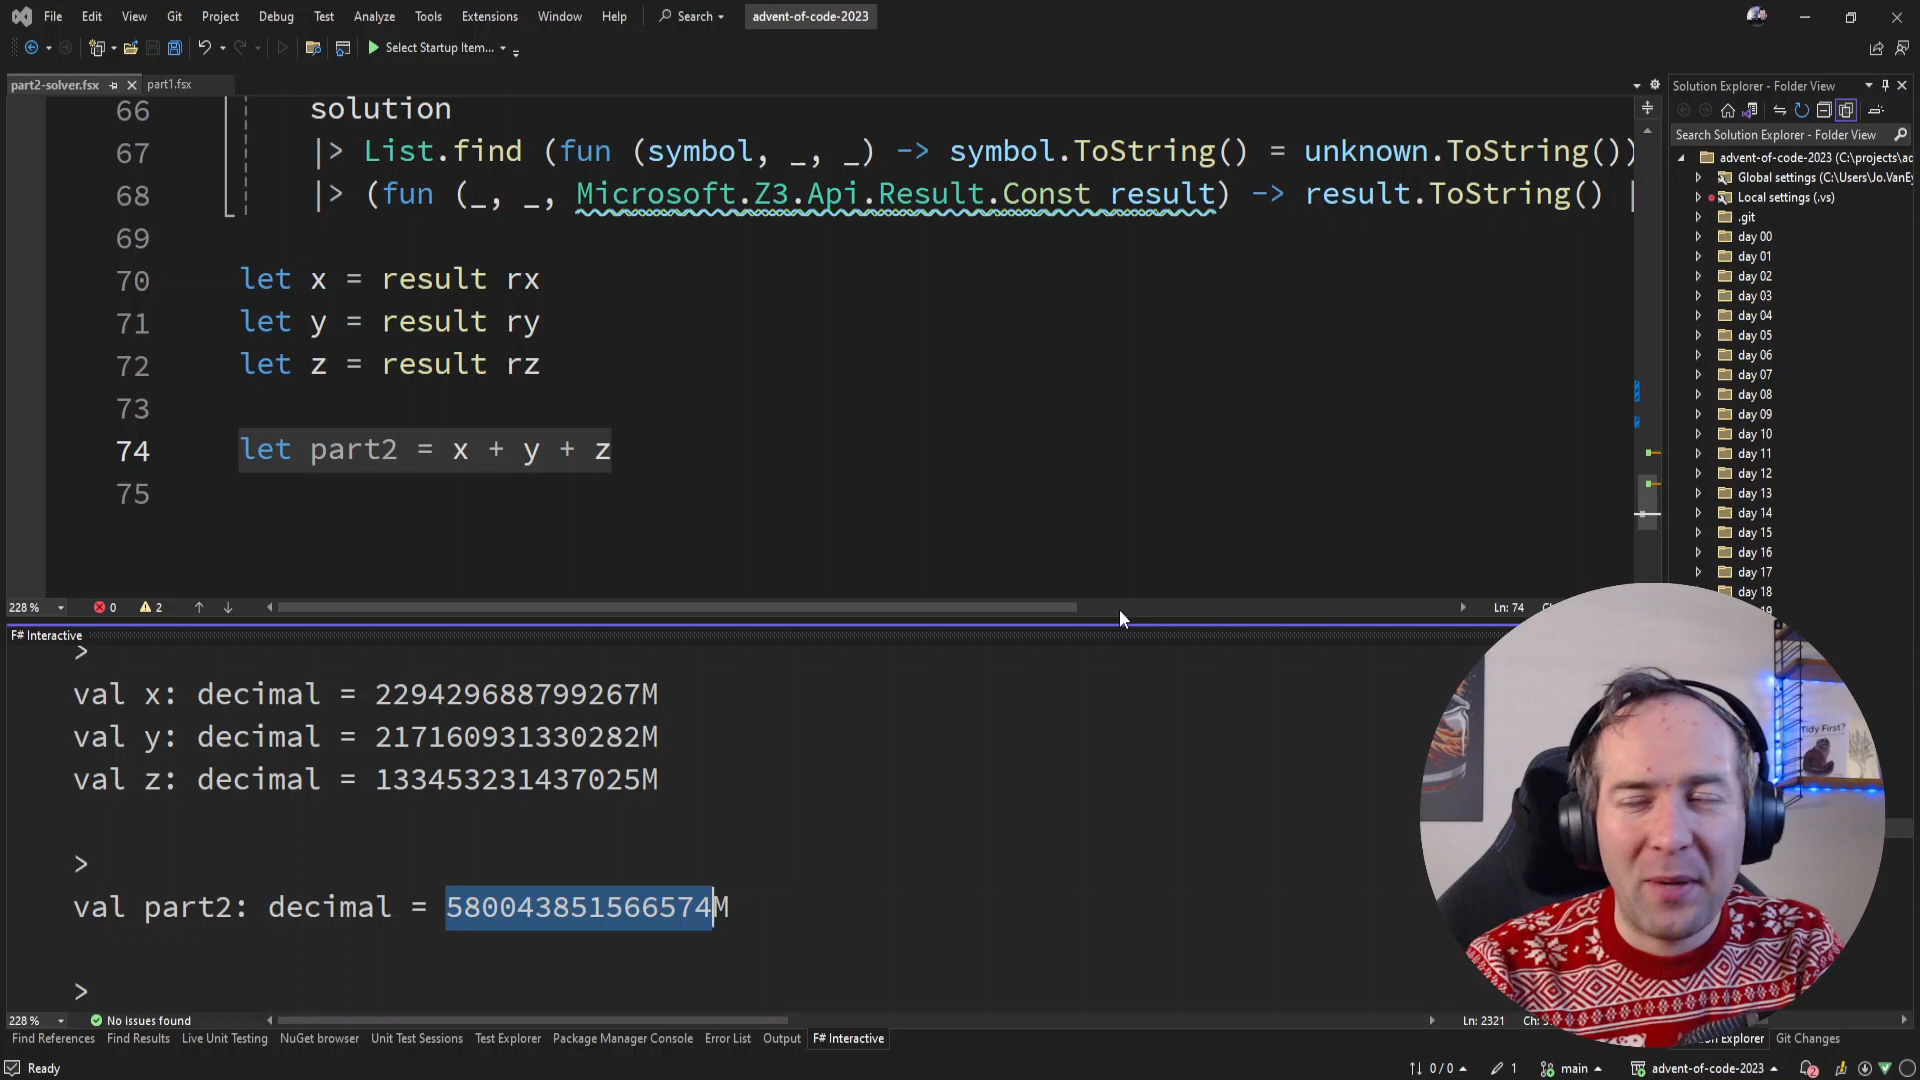 File Edit View Git Project Debug Test Analyze Tools Extensions Window Help Search advent-of-code-2023
Select Startup Item...
part2-solver.fsx part1.fsx
66 solution
67 |> List.find (fun (symbol, _, _) -> symbol.ToString() = unknown.ToString())
68 |> (fun (_, _, Microsoft.Z3.Api.Result.Const result) -> result.ToString() |
69
70 let x = result rx
71 let y = result ry
72 let z = result rz
73
74 let part2 = x + y + z
75
228 % 0 2 Ln: 74
F# Interactive
>
val x: decimal = 229429688799267M
val y: decimal = 217160931330282M
val z: decimal = 133453231437025M
>
val part2: decimal = 580043851566574M
>
228 % No issues found Ln: 2321
Find References Find Results Live Unit Testing NuGet browser Unit Test Sessions Test Explorer Package Manager Console Error List Output F# Interactive
Ready
Solution Explorer - Folder View
Search Solution Explorer - Folder View
advent-of-code-2023 (C:\projects\ad
Global settings (C:\Users\Jo.VanEy
Local settings (.vs)
.git
day 00
day 01
day 02
day 03
day 04
day 05
day 06
day 07
day 08
day 09
day 10
day 11
day 12
day 13
day 14
day 15
day 16
day 17
day 18
Tidy First?
Explorer Git Changes
0 / 0 1 main advent-of-code-2023 2